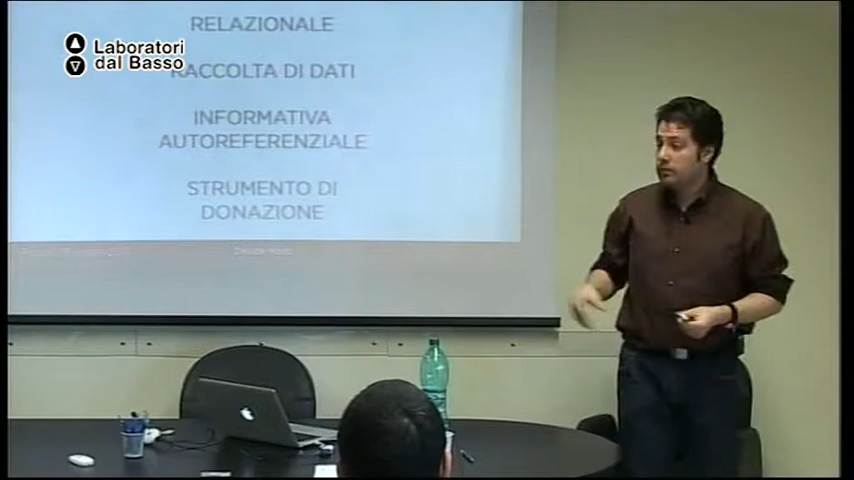 RELAZIONALE
Laboratori
dal Basso
RACCOLTA DI DATI
INFORMATIVA
AUTOREFERENZIALE
STRUMENTO DI
DONAZIONE